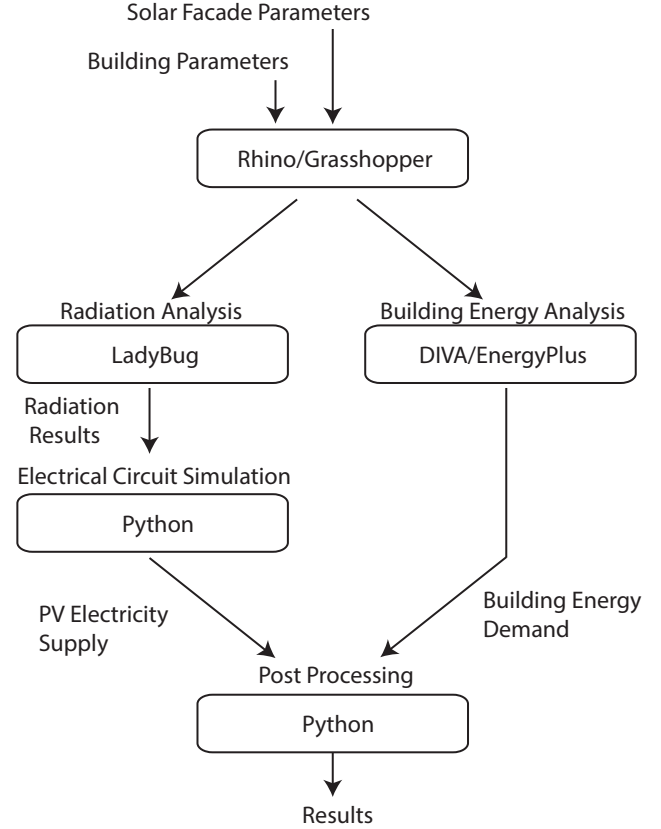 Solar Facade Parameters
Building Parameters
Rhino/Grasshopper
Radiation Analysis
LadyBug
Building Energy Analysis
DIVA/EnergyPlus
Radiation
Results
Electrical Circuit Simulation
Python
PV Electricity
Supply
Building Energy
Demand
Post Processing
Python
Results